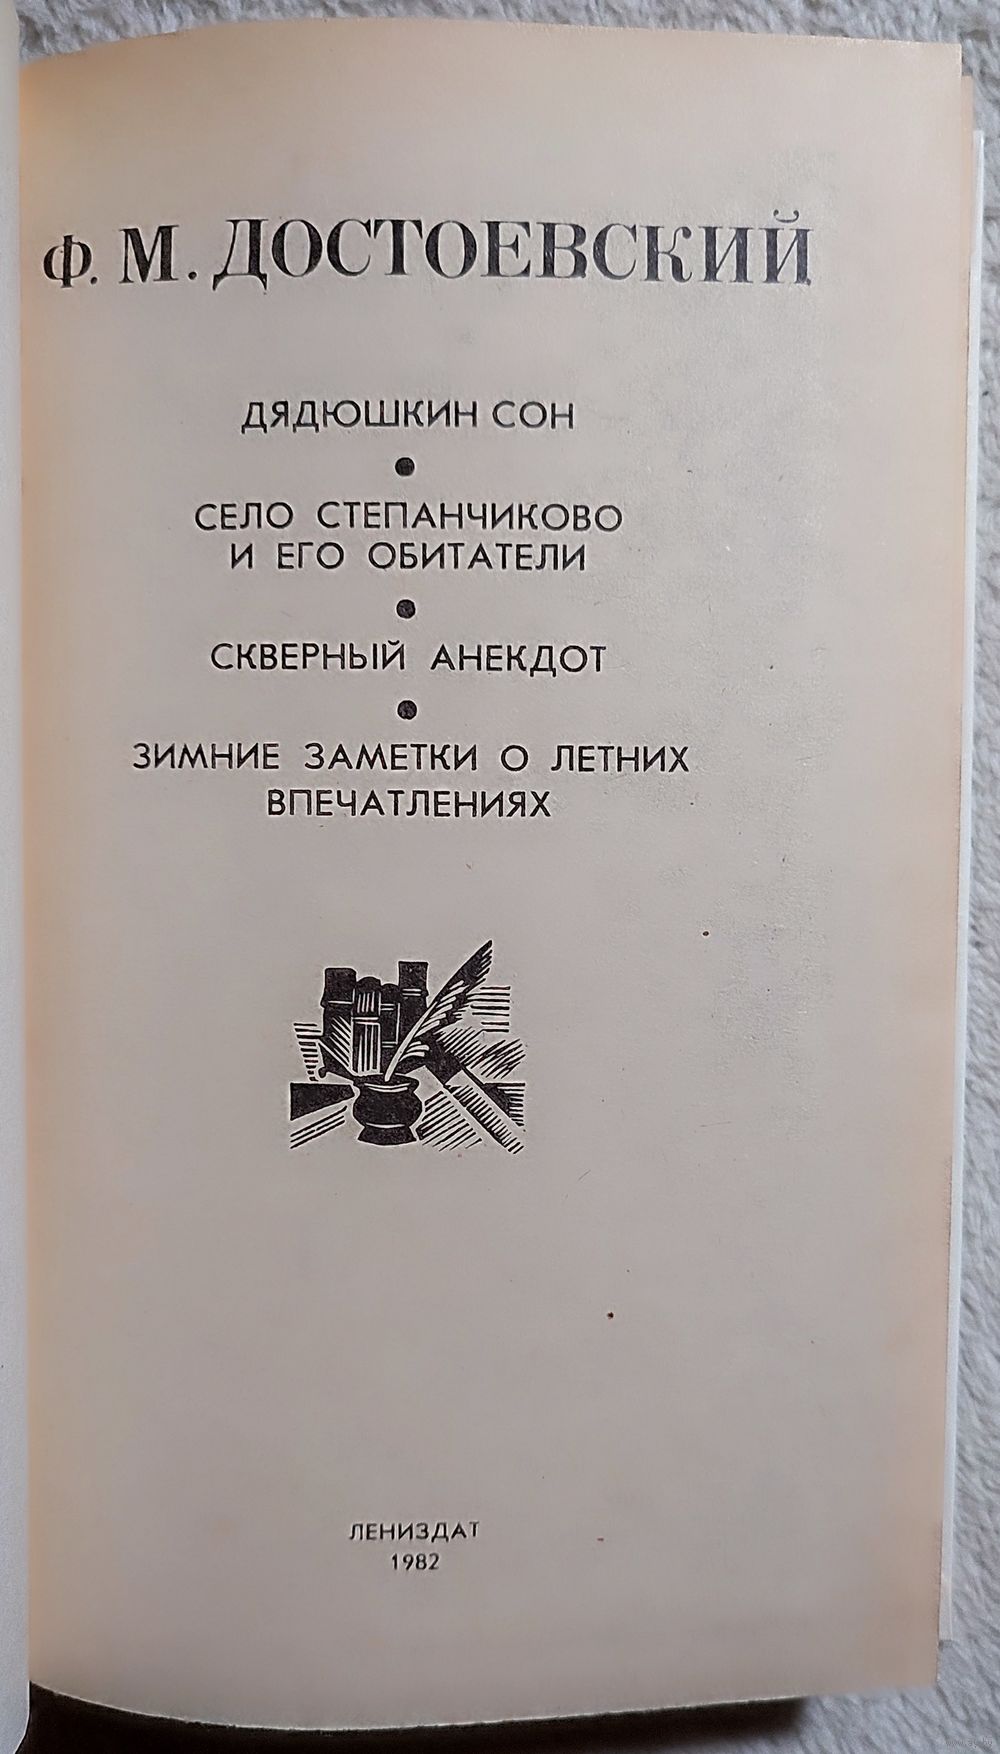 Ф. М. ДОСТОЕВСКИЙ
ДЯДЮШКИН СОН
СЕЛО СТЕПАНЧИКОВО
И ЕГО ОБИТАТЕЛИ
СКВЕРНЫЙ АНЕКДОТ
ЗИМНИЕ ЗАМЕТКИ О ЛЕТНИХ
ВПЕЧАТЛЕНИЯХ
ЛЕНИЗДАТ
1982